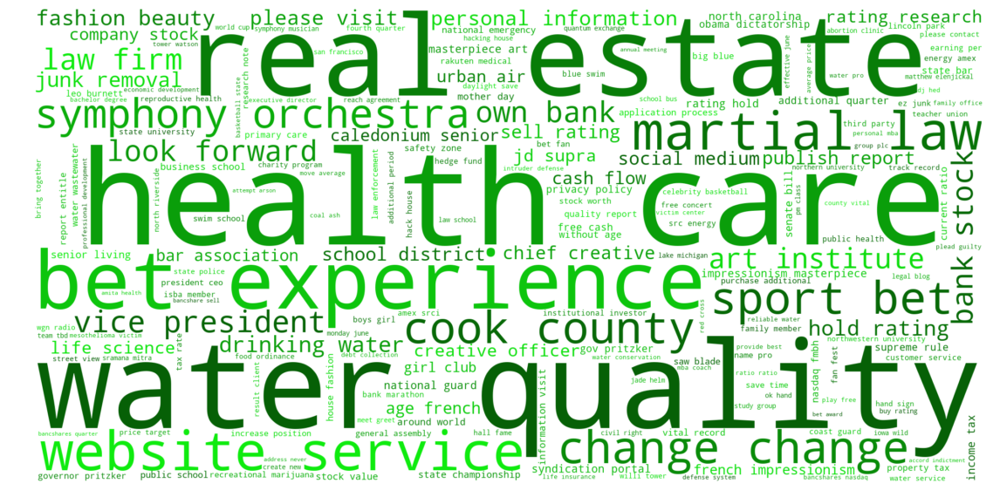 fashion beauty
please visit
personal information
north carolina
rating research
world cup
symphony musician
fourth quarter
national emergency
quantum exchange
obama dictatorship
lincoln park
company stock
hacking house
abortion clinic
please contact
tower watson
real estate
san francisco
masterpiece art
annual meeting
big blue
earning per
law firm
rakuten medical
energy amex
research note
effective june
average price
state bar
junk removal
urban air
blue swim
water pro
matthew elenjickal
leo burnett
economic development
daylight save
bachelor degree
reproductive health
basketball state
executive director
reach agreement
mother day
school bus
rating hold
additional quarter
ez junk
dj hed
family office
symphony orchestra
own bank
application process
teacher union
martial law
state university
primary care
caledonium senior
sell rating
third party
personal mba
look forward
safety zone
bet fan
group plc
business school
charity program
hedge fund
jd supra
social medium
publish report
northern university
track record
move average
cash flow
bring together
report entitle
water wastewater
professional development
north riverside
attempt arson
law enforcement
additional period
hack house
privacy policy
celebrity basketball
stock worth
free concert
county vital
swim school
coal ash
law school
quality report
victim center
senate bill
pm class
current ratio
bank stock
health care
free cash
src energy
without age
public health
plead guilty
senior living
bar association
school district
chief creative
lake michigan
art institute
state police
legal blog
bet experience
president ceo
impressionism masterpiece
isba member
purchase additional
amita health
bancshare sell
sport bet
wgn radio
vice president
boys girl
amex srci
institutional investor
red cross
reliable water
team tbd
mesothelioma victim
monday june
cook county
family member
hold rating
life science
tax rate
drinking water
northwestern university
street view
sramana mitra
food ordinance
debt collection
creative officer
gov pritzker
provide best
supreme rule
water conservation
saw blade
name pro
customer service
girl club
mba coach
nasdaq fmbh
fan fest
water quality
result client
house fashion
national guard
bank marathon
information visit
jade helm
ratio ratio
save time
ok hand
hand sign
age french
study group
play free
buy rating
meet greet
around world
bet award
bancshares quarter
price target
increase position
general assembly
hall fame
civil right
vital record
coast guard
iowa wild
income tax
website service
change change
address never
create new
property tax
accord indictment
governor pritzker
public school
recreational marijuana
stock value
state championship
syndication portal
life insurance
willi tower
defense system
french impressionism
bancshares nasdaq
water service